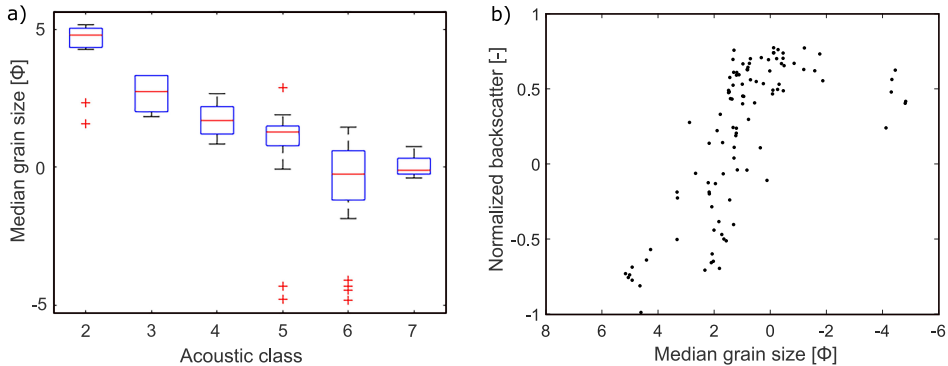 a)
Median grain size [Φ]
5
0
-5
2 3 4 5 6 7
Acoustic class
b)
Normalized backscatter [-]
1
0.5
0
-0.5
-1
8 6 4 2 0 -2 -4 -6
Median grain size [Φ]